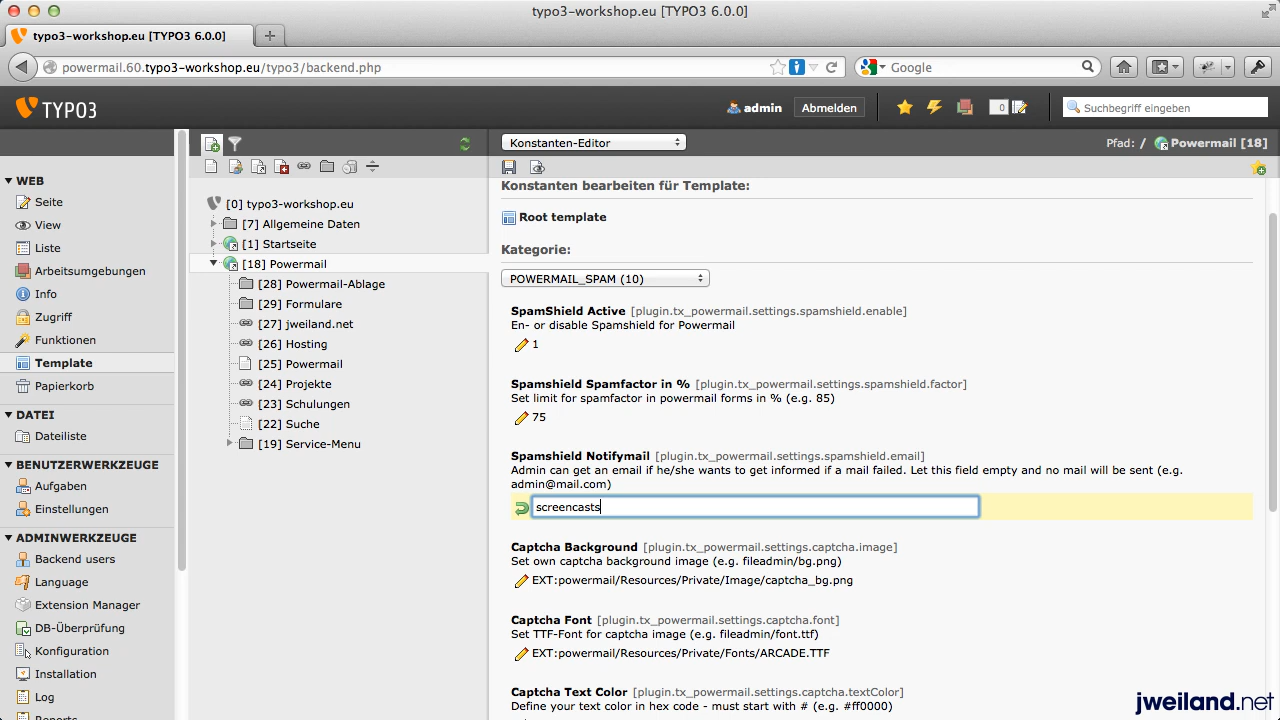 typo3-workshop.eu [TYPO3 6.0.0]
typo3-workshop.eu [TYPO3 6.0.0]
powermail.60.typo3-workshop.eu/typo3/backend.php
Google
TYPO3
admin
Abmelden
0
Suchbegriff eingeben
Konstanten-Editor
Pfad: / Powermail [18]
WEB
Seite
View
Liste
Arbeitsumgebungen
Info
Zugriff
Funktionen
Template
Papierkorb
DATEI
Dateiliste
BENUTZERWERKZEUGE
Aufgaben
Einstellungen
ADMINWERKZEUGE
Backend users
Language
Extension Manager
DB-Überprüfung
Konfiguration
Installation
Log
Reports
[0] typo3-workshop.eu
[7] Allgemeine Daten
[1] Startseite
[18] Powermail
[28] Powermail-Ablage
[29] Formulare
[27] jweiland.net
[26] Hosting
[25] Powermail
[24] Projekte
[23] Schulungen
[22] Suche
[19] Service-Menu
Konstanten bearbeiten für Template:
Root template
Kategorie:
POWERMAIL_SPAM (10)
SpamShield Active [plugin.tx_powermail.settings.spamshield.enable]
En- or disable Spamshield for Powermail
1
Spamshield Spamfactor in % [plugin.tx_powermail.settings.spamshield.factor]
Set limit for spamfactor in powermail forms in % (e.g. 85)
75
Spamshield Notifymail [plugin.tx_powermail.settings.spamshield.email]
Admin can get an email if he/she wants to get informed if a mail failed. Let this field empty and no mail will be sent (e.g.
admin@mail.com)
screencasts
Captcha Background [plugin.tx_powermail.settings.captcha.image]
Set own captcha background image (e.g. fileadmin/bg.png)
EXT:powermail/Resources/Private/Image/captcha_bg.png
Captcha Font [plugin.tx_powermail.settings.captcha.font]
Set TTF-Font for captcha image (e.g. fileadmin/font.ttf)
EXT:powermail/Resources/Private/Fonts/ARCADE.TTF
Captcha Text Color [plugin.tx_powermail.settings.captcha.textColor]
Define your text color in hex code - must start with # (e.g. #ff0000)
jweiland.net